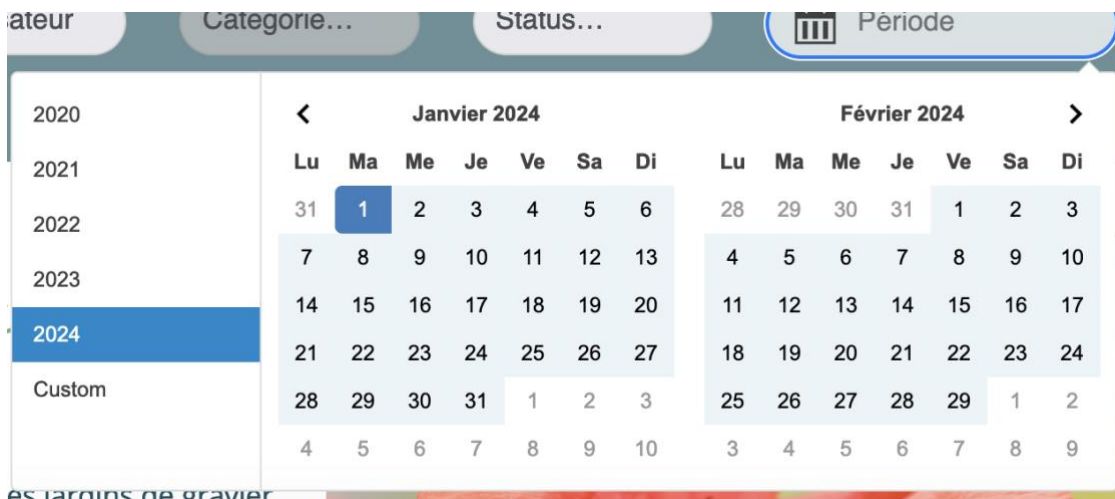 ateur Catégorie... Status... Période
2020
2021
2022
2023
2024
Custom
Janvier 2024
Lu Ma Me Je Ve Sa Di
31 1 2 3 4 5 6
7 8 9 10 11 12 13
14 15 16 17 18 19 20
21 22 23 24 25 26 27
28 29 30 31 1 2 3
4 5 6 7 8 9 10
Février 2024
Lu Ma Me Je Ve Sa Di
28 29 30 31 1 2 3
4 5 6 7 8 9 10
11 12 13 14 15 16 17
18 19 20 21 22 23 24
25 26 27 28 29 1 2
3 4 5 6 7 8 9
es jardins de gravier